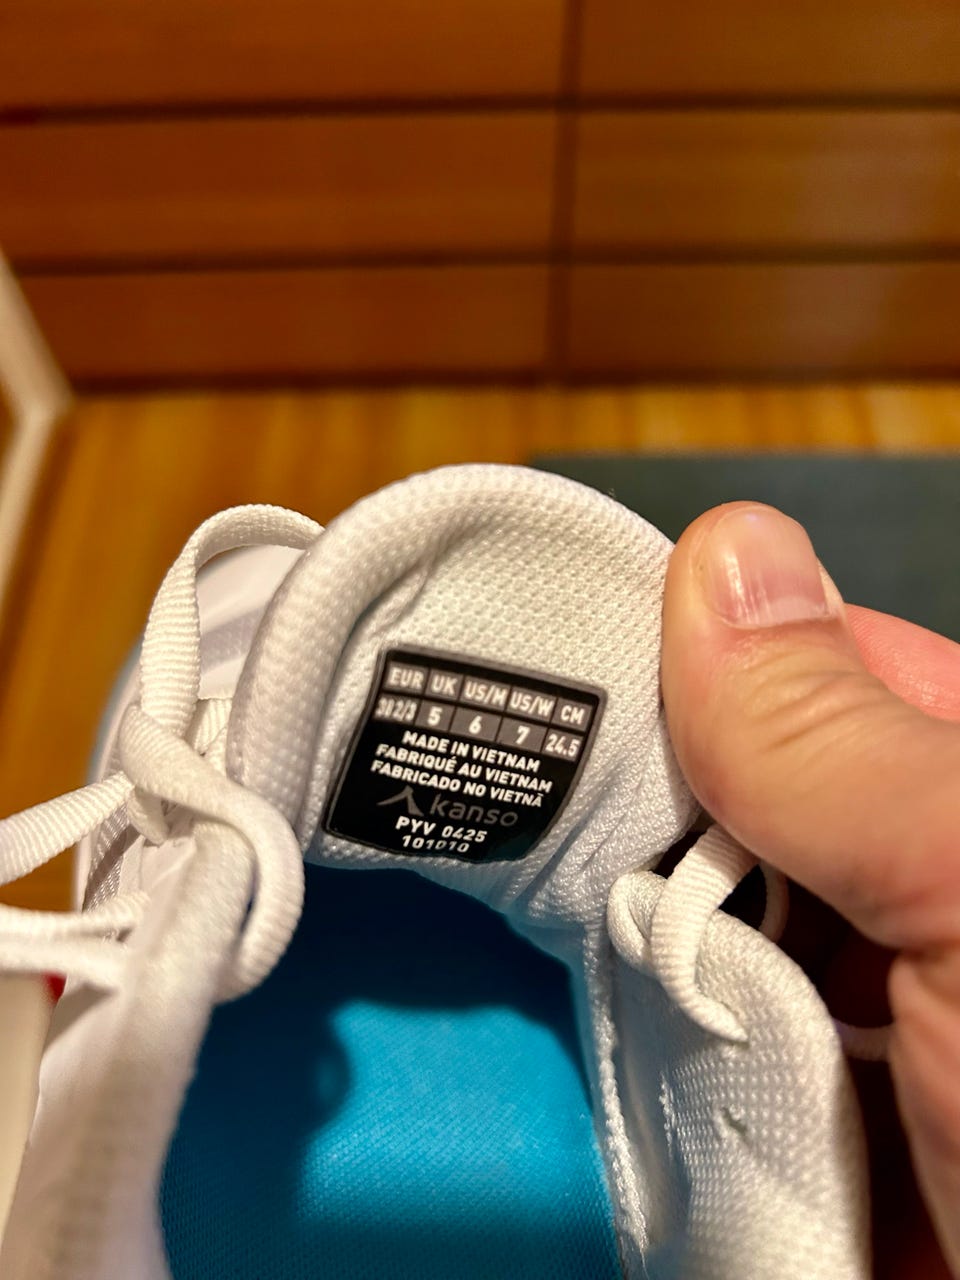 EUR UK US/M US/W CM
38 2/3 5 6 7 24.5
MADE IN VIETNAM
FABRIQUÉ AU VIETNAM
FABRICADO NO VIETNÃ
kanso
PYV 0425
101010